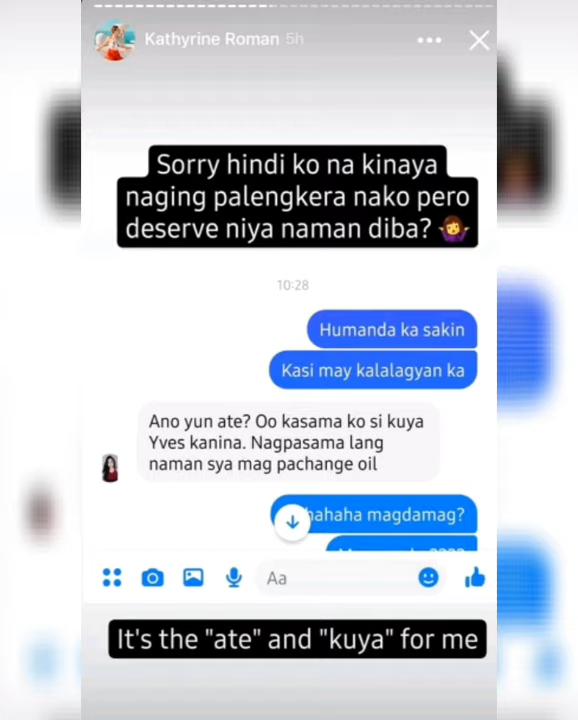 Kathyrine Roman 5h
Sorry hindi ko na kinaya
naging palengkera nako pero
deserve niya naman diba? 🤷‍♀️
10:28
Humanda ka sakin
Kasi may kalalagyan ka
Ano yun ate? Oo kasama ko si kuya
Yves kanina. Nagpasama lang
naman sya mag pachange oil
hahaha magdamag?
Aa
It's the "ate" and "kuya" for me